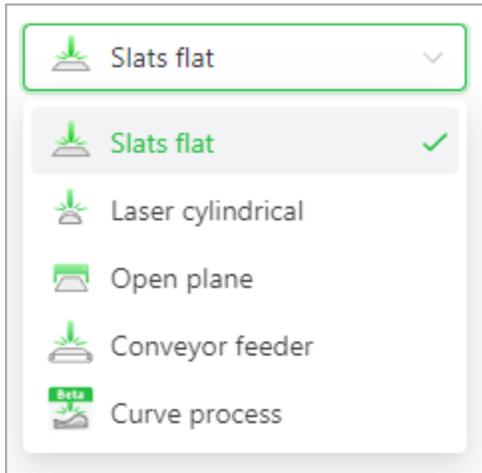 Slats flat
Slats flat
Laser cylindrical
Open plane
Conveyor feeder
Beta
Curve process